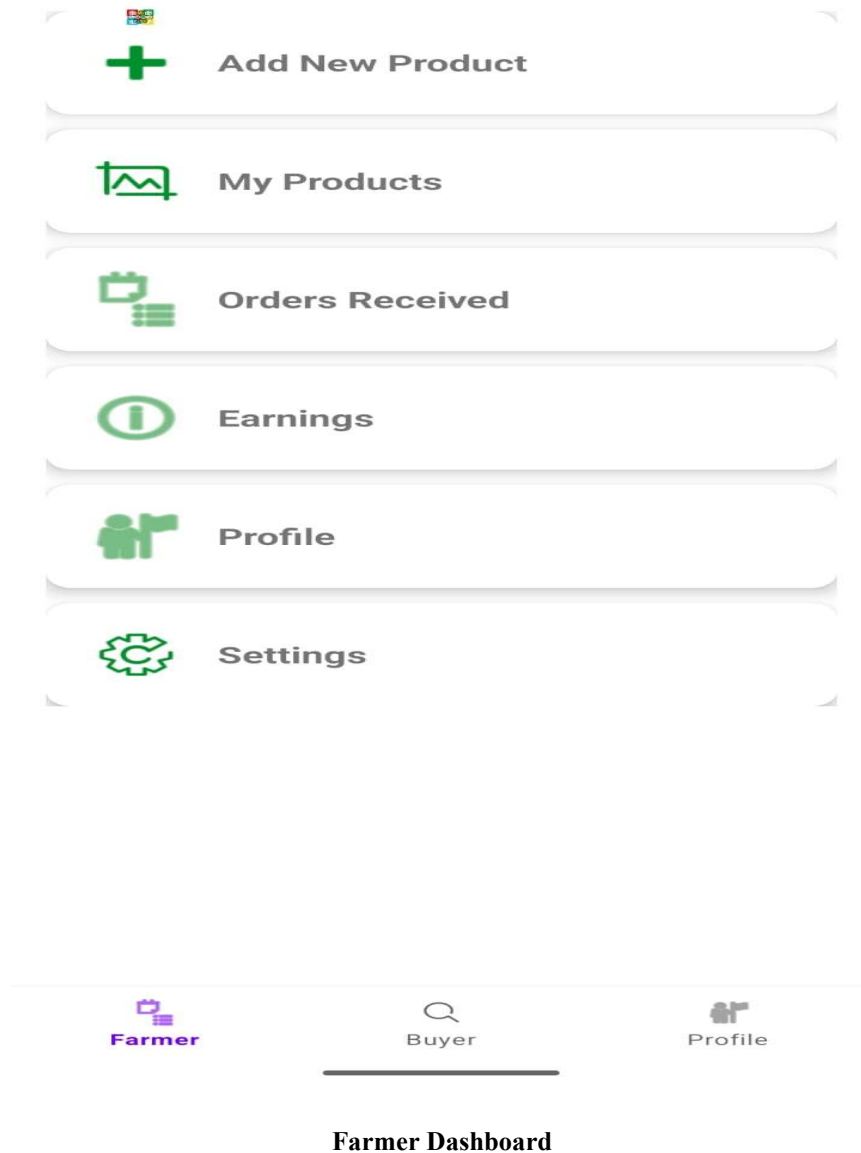 Add New Product
My Products
Orders Received
Earnings
Profile
Settings
Farmer
Buyer
Profile
Farmer Dashboard